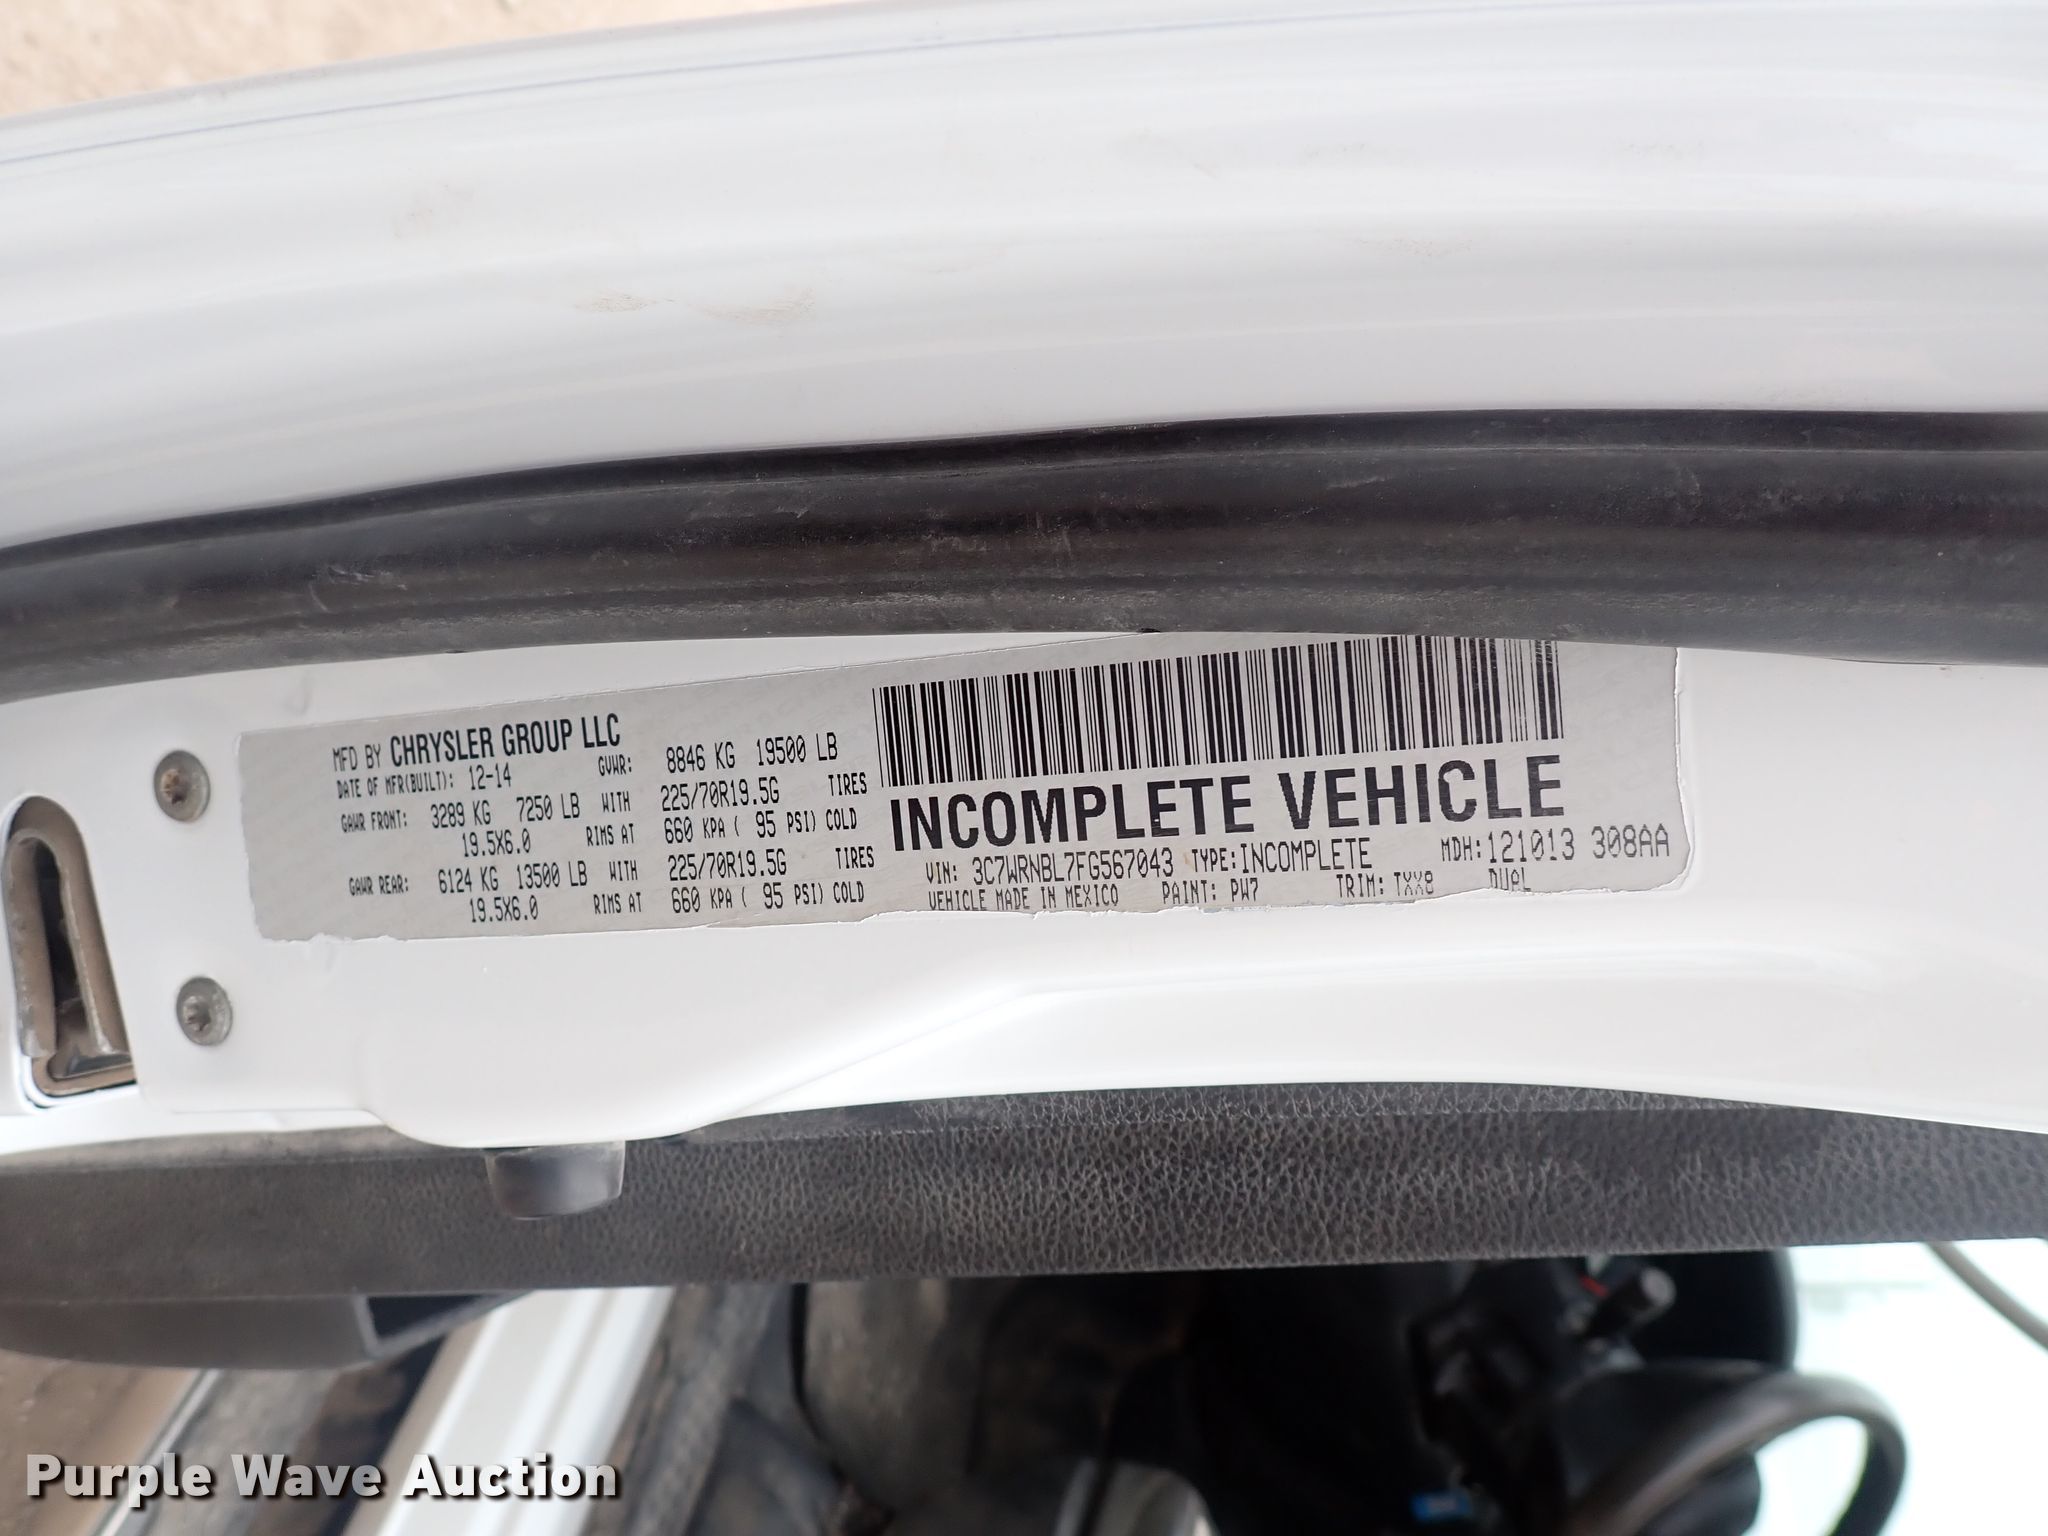 MFD BY CHRYSLER GROUP LLC
DATE OF MFR(BUILT): 12-14 GVWR: 8846 KG 19500 LB
GAWR FRONT: 3289 KG 7250 LB WITH 225/70R19.5G TIRES
19.5X6.0 RIMS AT 660 KPA ( 95 PSI) COLD
GAWR REAR: 6124 KG 13500 LB WITH 225/70R19.5G TIRES
19.5X6.0 RIMS AT 660 KPA ( 95 PSI) COLD
INCOMPLETE VEHICLE
VIN: 3C7WRNBL7FG567043 TYPE:INCOMPLETE MDH:121013 308AA
VEHICLE MADE IN MEXICO PAINT: PW7 TRIM: TXX8 DUAL
Purple Wave Auction